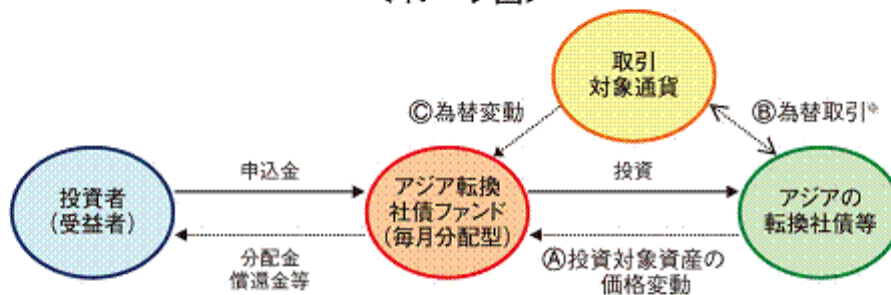 取引
対象通貨
Ⓒ為替変動
Ⓑ為替取引※
申込金
投資
投資者
(受益者)
アジア転換
社債ファンド
(毎月分配型)
アジアの
転換社債等
分配金
償還金等
Ⓐ投資対象資産の
価格変動